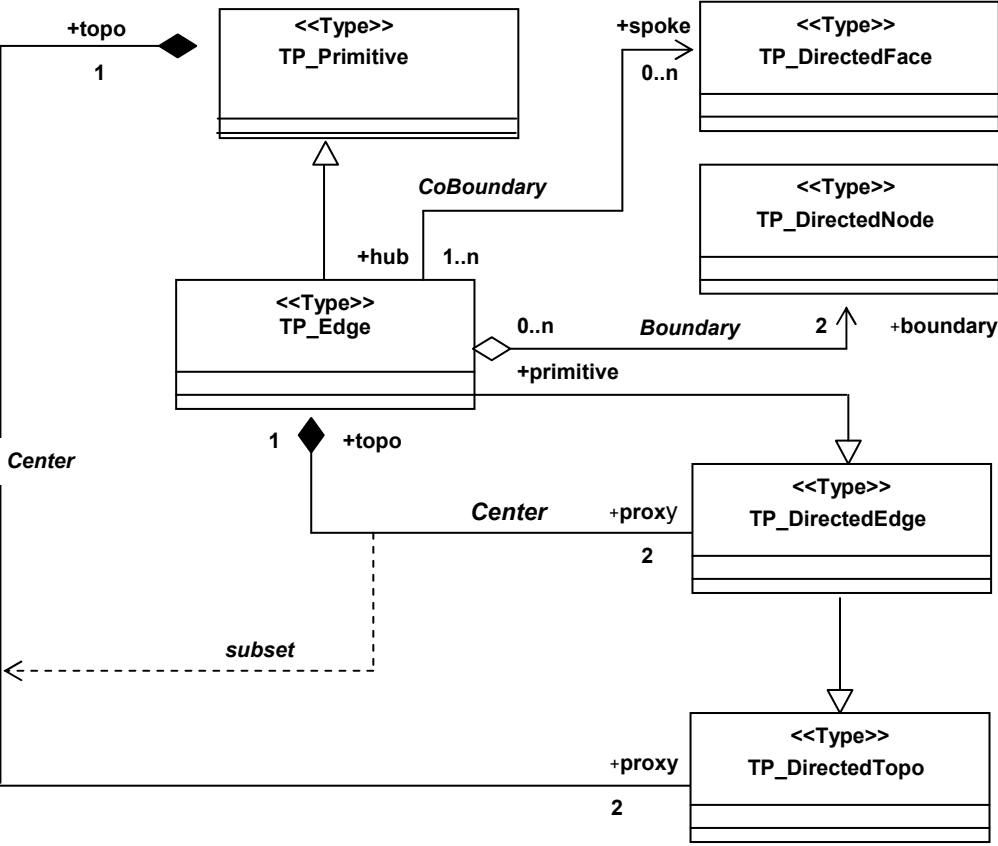 +topo
1
<<Type>>
TP_Primitive
+spoke
0..n
<<Type>>
TP_DirectedFace
CoBoundary
<<Type>>
TP_DirectedNode
+hub
1..n
<<Type>>
TP_Edge
0..n
Boundary
2
+boundary
+primitive
1
+topo
Center
Center
+proxy
2
<<Type>>
TP_DirectedEdge
subset
<<Type>>
TP_DirectedTopo
+proxy
2